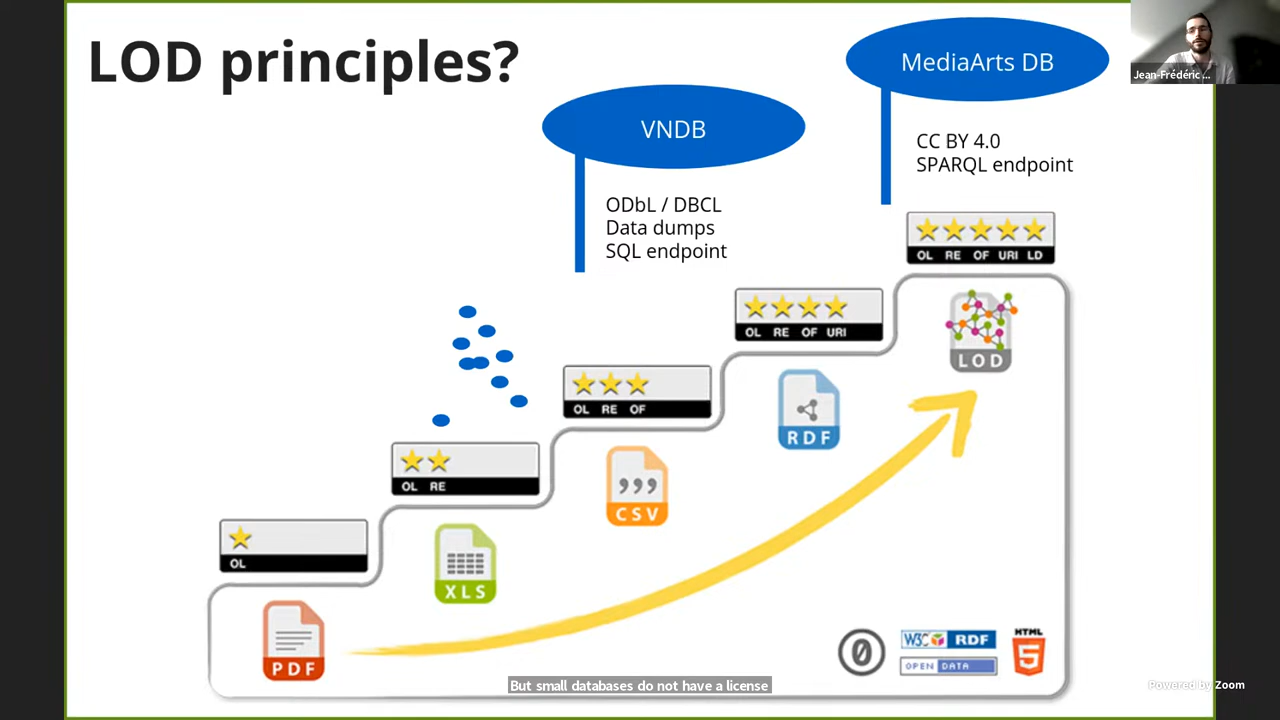 LOD principles?
MediaArts DB
Jean-Frédéric ...
VNDB
CC BY 4.0
SPARQL endpoint
ODbL / DBCL
Data dumps
SQL endpoint
OL RE OF URI LD
LOD
OL RE OF URI
RDF
OL RE OF
CSV
OL RE
XLS
OL
PDF
W3C RDF
OPEN DATA
HTML
5
0
But small databases do not have a license
Powered by Zoom